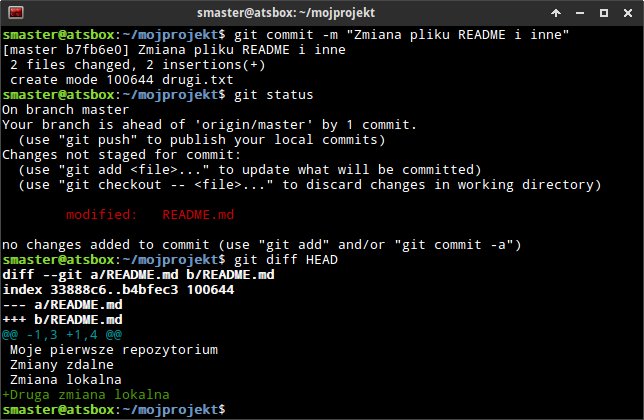 smaster@atsbox:~/mojprojekt
smaster@atsbox:~/mojprojekt$ git commit -m "Zmiana pliku README i inne"
[master b7fb6e0] Zmiana pliku README i inne
 2 files changed, 2 insertions(+)
 create mode 100644 drugi.txt
smaster@atsbox:~/mojprojekt$ git status
On branch master
Your branch is ahead of 'origin/master' by 1 commit.
  (use "git push" to publish your local commits)
Changes not staged for commit:
  (use "git add <file>..." to update what will be committed)
  (use "git checkout -- <file>..." to discard changes in working directory)
        modified:   README.md
no changes added to commit (use "git add" and/or "git commit -a")
smaster@atsbox:~/mojprojekt$ git diff HEAD
diff --git a/README.md b/README.md
index 33888c6..b4bfec3 100644
--- a/README.md
+++ b/README.md
@@ -1,3 +1,4 @@
 Moje pierwsze repozytorium
 Zmiany zdalne
 Zmiana lokalna
+Druga zmiana lokalna
smaster@atsbox:~/mojprojekt$